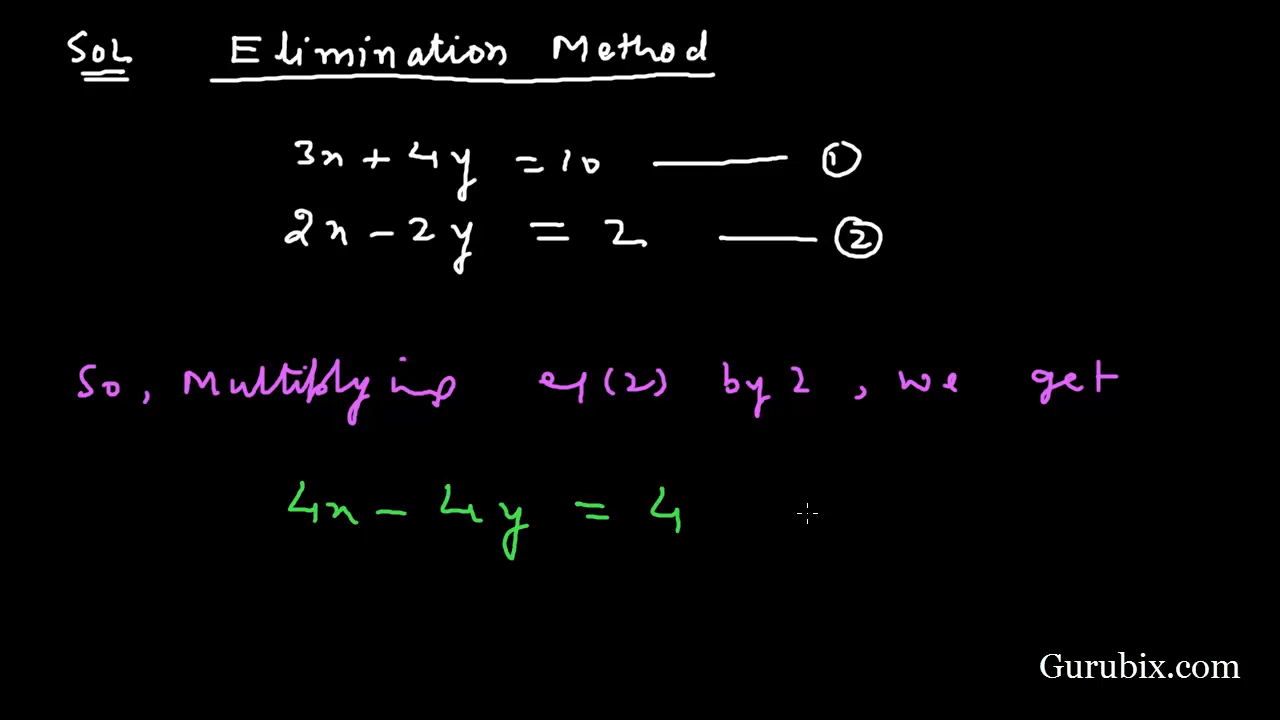 SOL Elimination Method
3x + 4y = 10 ——— ①
2x - 2y = 2 ——— ②
So, Multiplying eq (2) by 2, we get
4x - 4y = 4
Gurubix.com